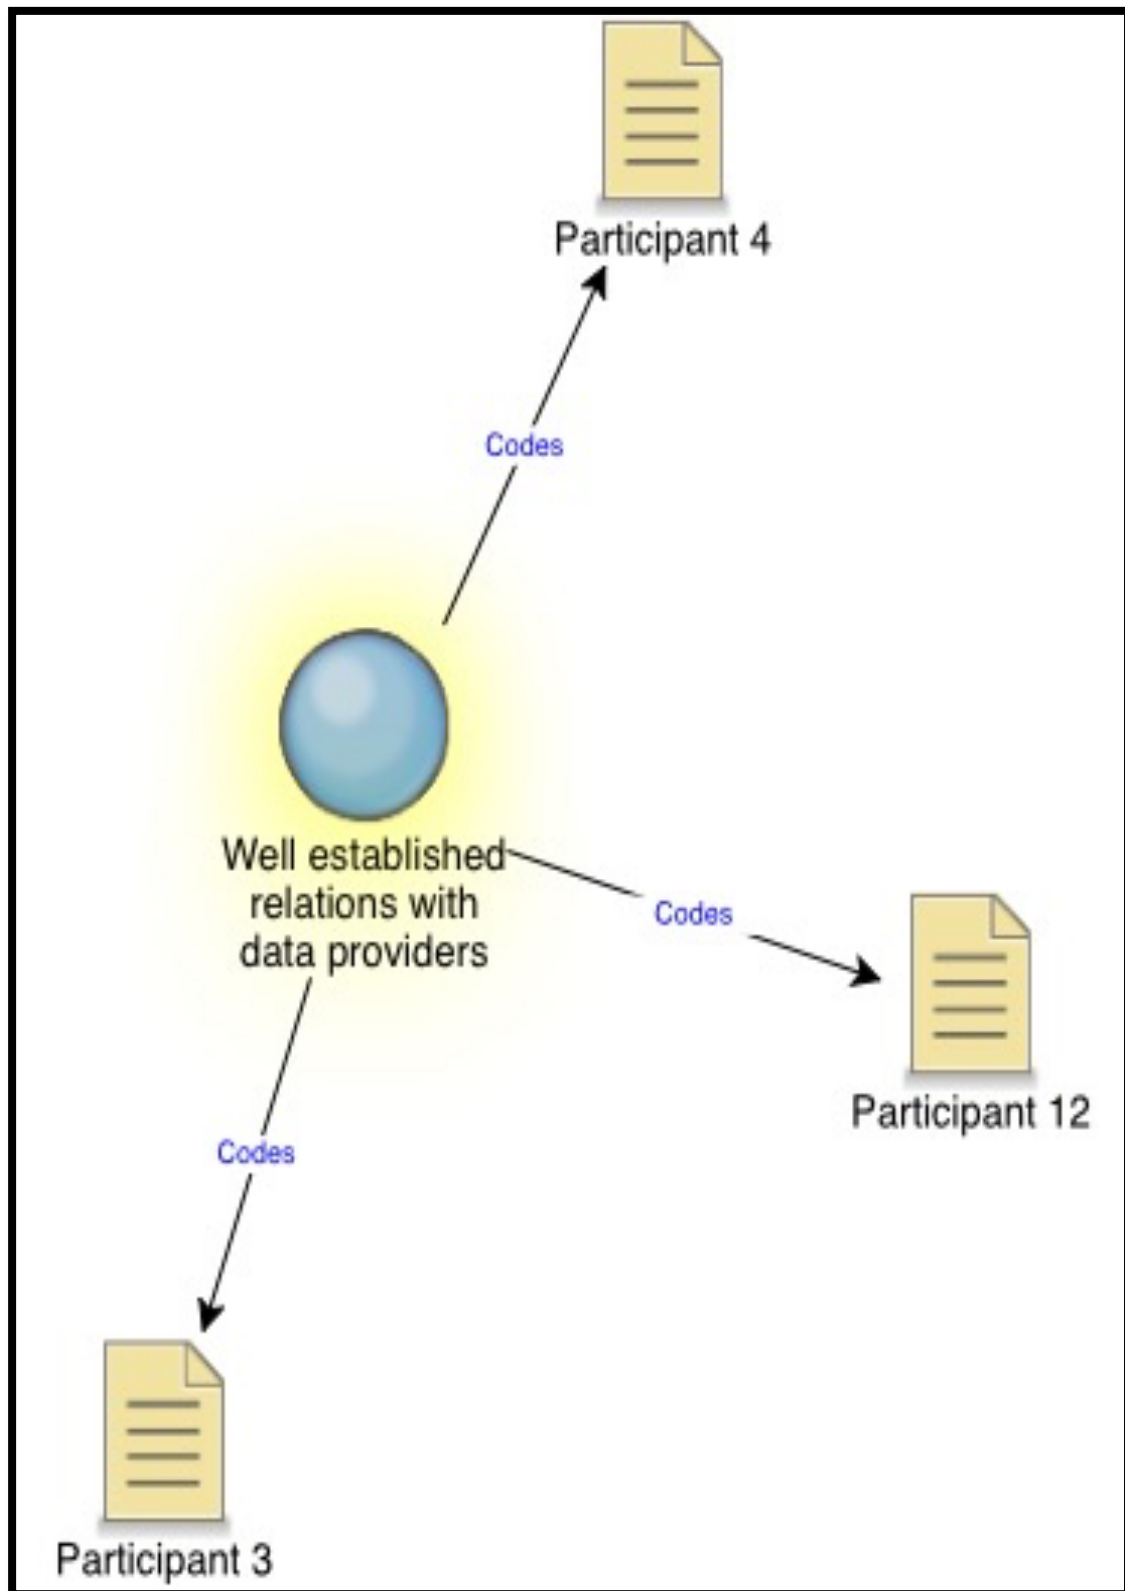 Participant 4
Codes
Well established
relations with
data providers
Codes
Participant 12
Codes
Participant 3